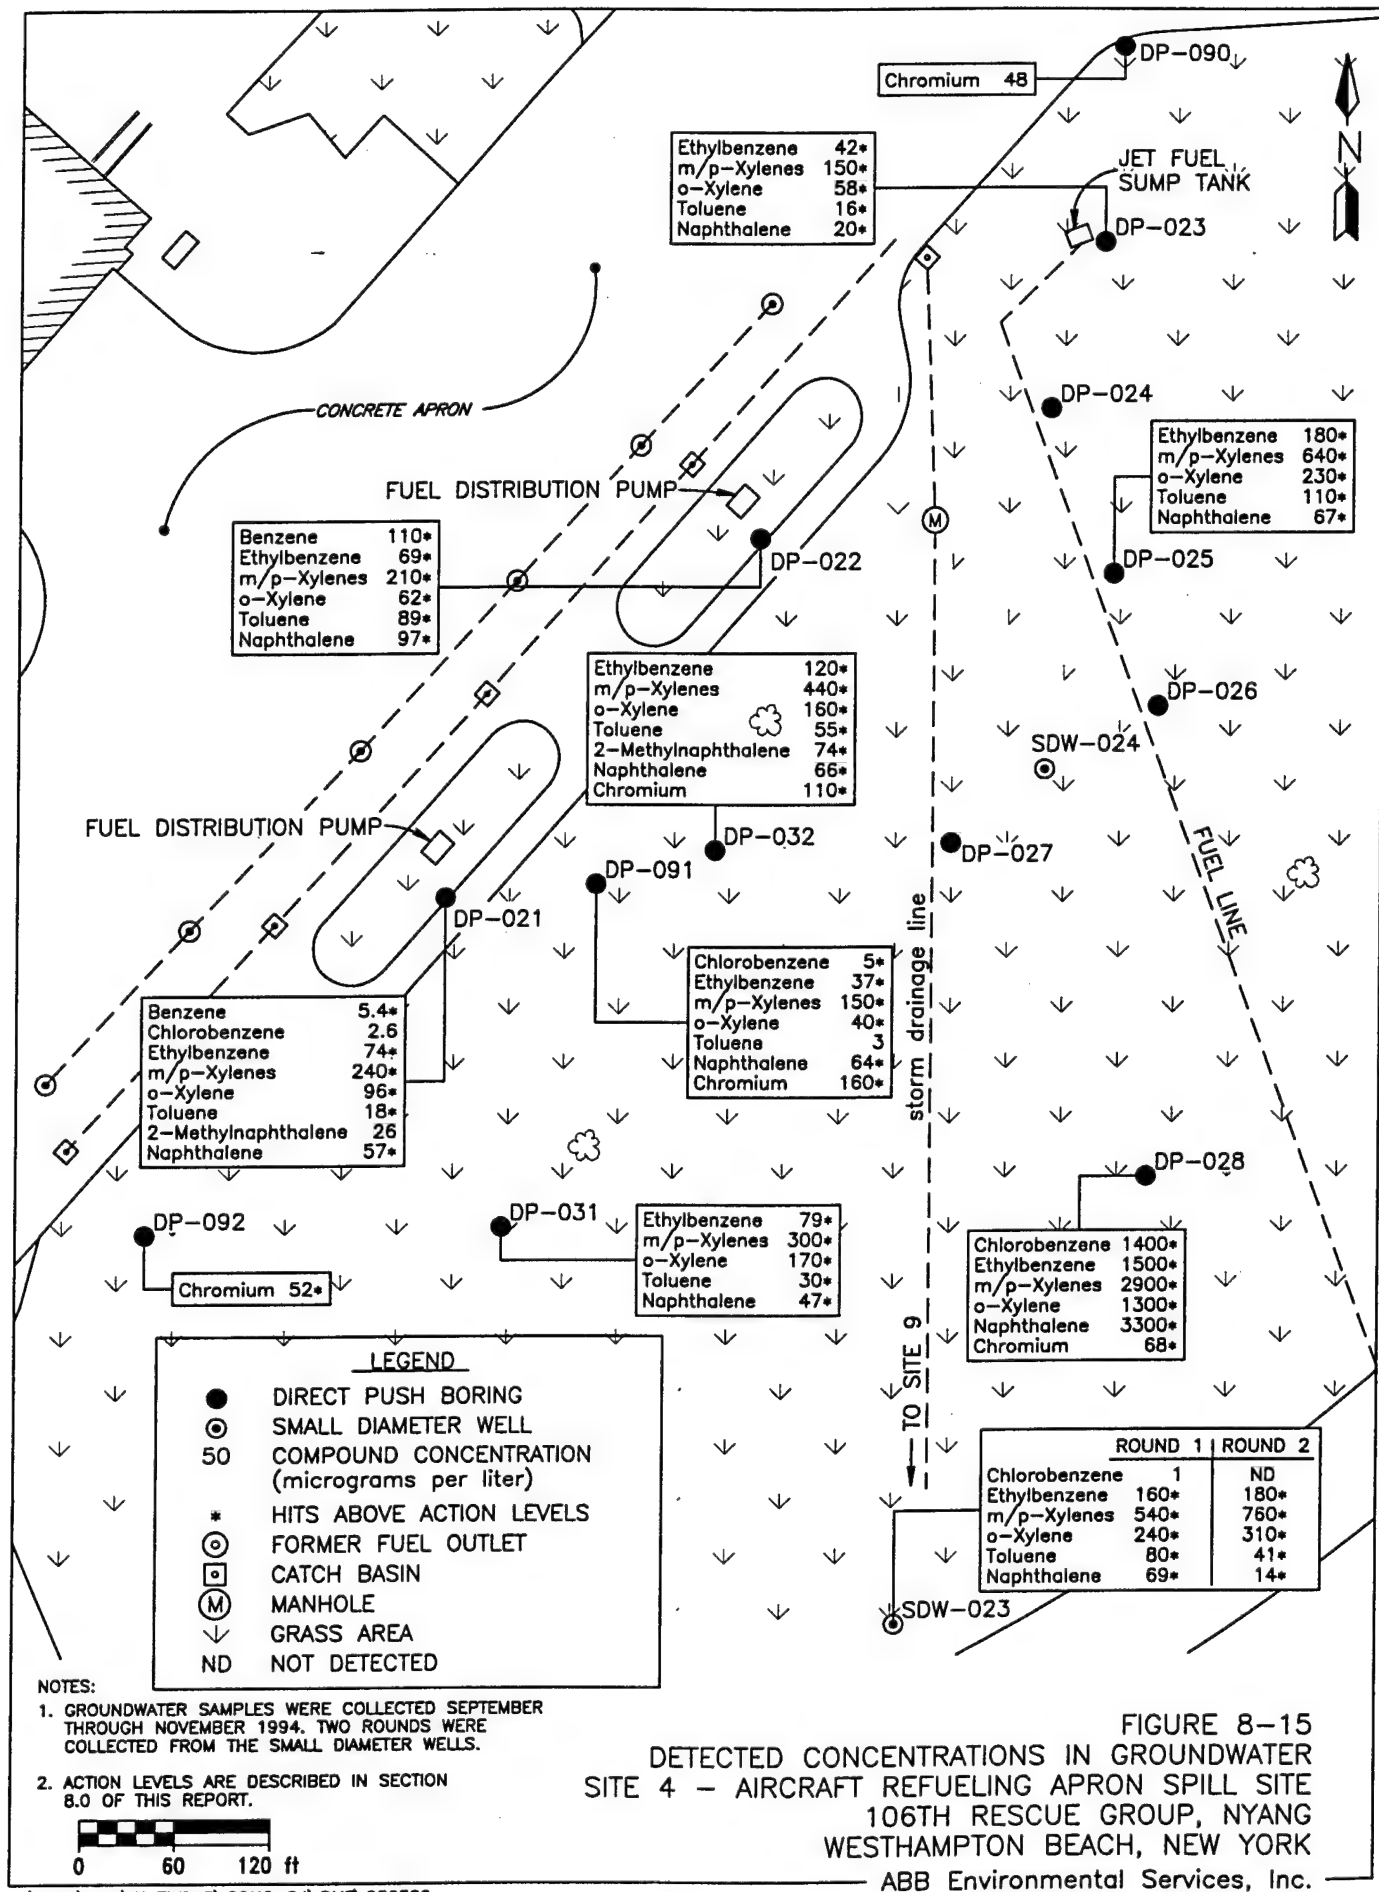 DP-090
Chromium 48
N
Ethylbenzene 42*
m/p-Xylenes 150*
o-Xylene 58*
Toluene 16*
Naphthalene 20*
JET FUEL
SUMP TANK
DP-023
CONCRETE APRON
DP-024
Ethylbenzene 180*
m/p-Xylenes 640*
o-Xylene 230*
Toluene 110*
Naphthalene 67*
FUEL DISTRIBUTION PUMP
M
Benzene 110*
Ethylbenzene 69*
m/p-Xylenes 210*
o-Xylene 62*
Toluene 89*
Naphthalene 97*
DP-022
DP-025
Ethylbenzene 120*
m/p-Xylenes 440*
o-Xylene 160*
Toluene 55*
2-Methylnaphthalene 74*
Naphthalene 66*
Chromium 110*
DP-026
SDW-024
FUEL DISTRIBUTION PUMP
DP-032
DP-027
FUEL LINE
DP-091
DP-021
storm drainage line
Chlorobenzene 5*
Ethylbenzene 37*
m/p-Xylenes 150*
o-Xylene 40*
Toluene 3
Naphthalene 64*
Chromium 160*
Benzene 5.4*
Chlorobenzene 2.6
Ethylbenzene 74*
m/p-Xylenes 240*
o-Xylene 96*
Toluene 18*
2-Methylnaphthalene 26
Naphthalene 57*
DP-028
DP-092
DP-031
Ethylbenzene 79*
m/p-Xylenes 300*
o-Xylene 170*
Toluene 30*
Naphthalene 47*
Chlorobenzene 1400*
Ethylbenzene 1500*
m/p-Xylenes 2900*
o-Xylene 1300*
Naphthalene 3300*
Chromium 68*
Chromium 52*
TO SITE 9
LEGEND
DIRECT PUSH BORING
SMALL DIAMETER WELL
50 COMPOUND CONCENTRATION
(micrograms per liter)
* HITS ABOVE ACTION LEVELS
FORMER FUEL OUTLET
CATCH BASIN
M MANHOLE
GRASS AREA
ND NOT DETECTED
ROUND 1 ROUND 2
Chlorobenzene 1 ND
Ethylbenzene 160* 180*
m/p-Xylenes 540* 760*
o-Xylene 240* 310*
Toluene 80* 41*
Naphthalene 69* 14*
SDW-023
NOTES:
1. GROUNDWATER SAMPLES WERE COLLECTED SEPTEMBER
THROUGH NOVEMBER 1994. TWO ROUNDS WERE
COLLECTED FROM THE SMALL DIAMETER WELLS.
2. ACTION LEVELS ARE DESCRIBED IN SECTION
8.0 OF THIS REPORT.
0 60 120 ft
FIGURE 8-15
DETECTED CONCENTRATIONS IN GROUNDWATER
SITE 4 - AIRCRAFT REFUELING APRON SPILL SITE
106TH RESCUE GROUP, NYANG
WESTHAMPTON BEACH, NEW YORK
ABB Environmental Services, Inc.